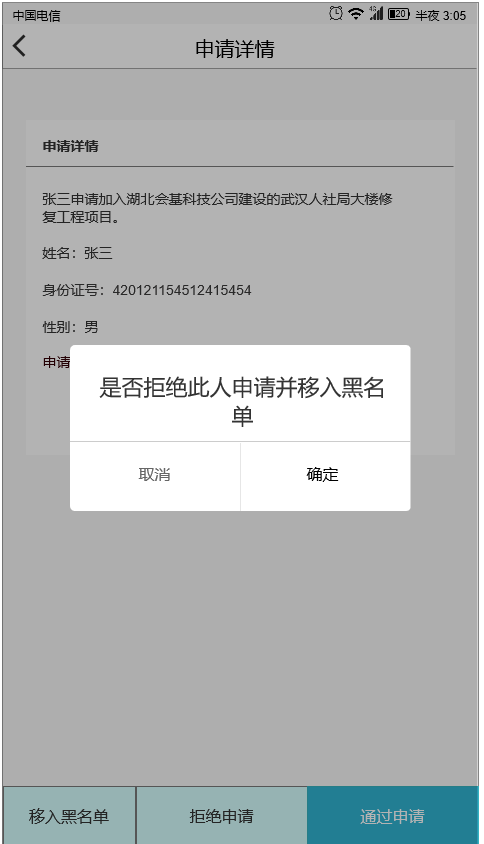 中国电信 4G 20 半夜 3:05
申请详情
申请详情
张三申请加入湖北会基科技公司建设的武汉人社局大楼修
复工程项目。
姓名：张三
身份证号：420121154512415454
性别：男
申请
是否拒绝此人申请并移入黑名
单
取消 确定
移入黑名单 拒绝申请 通过申请